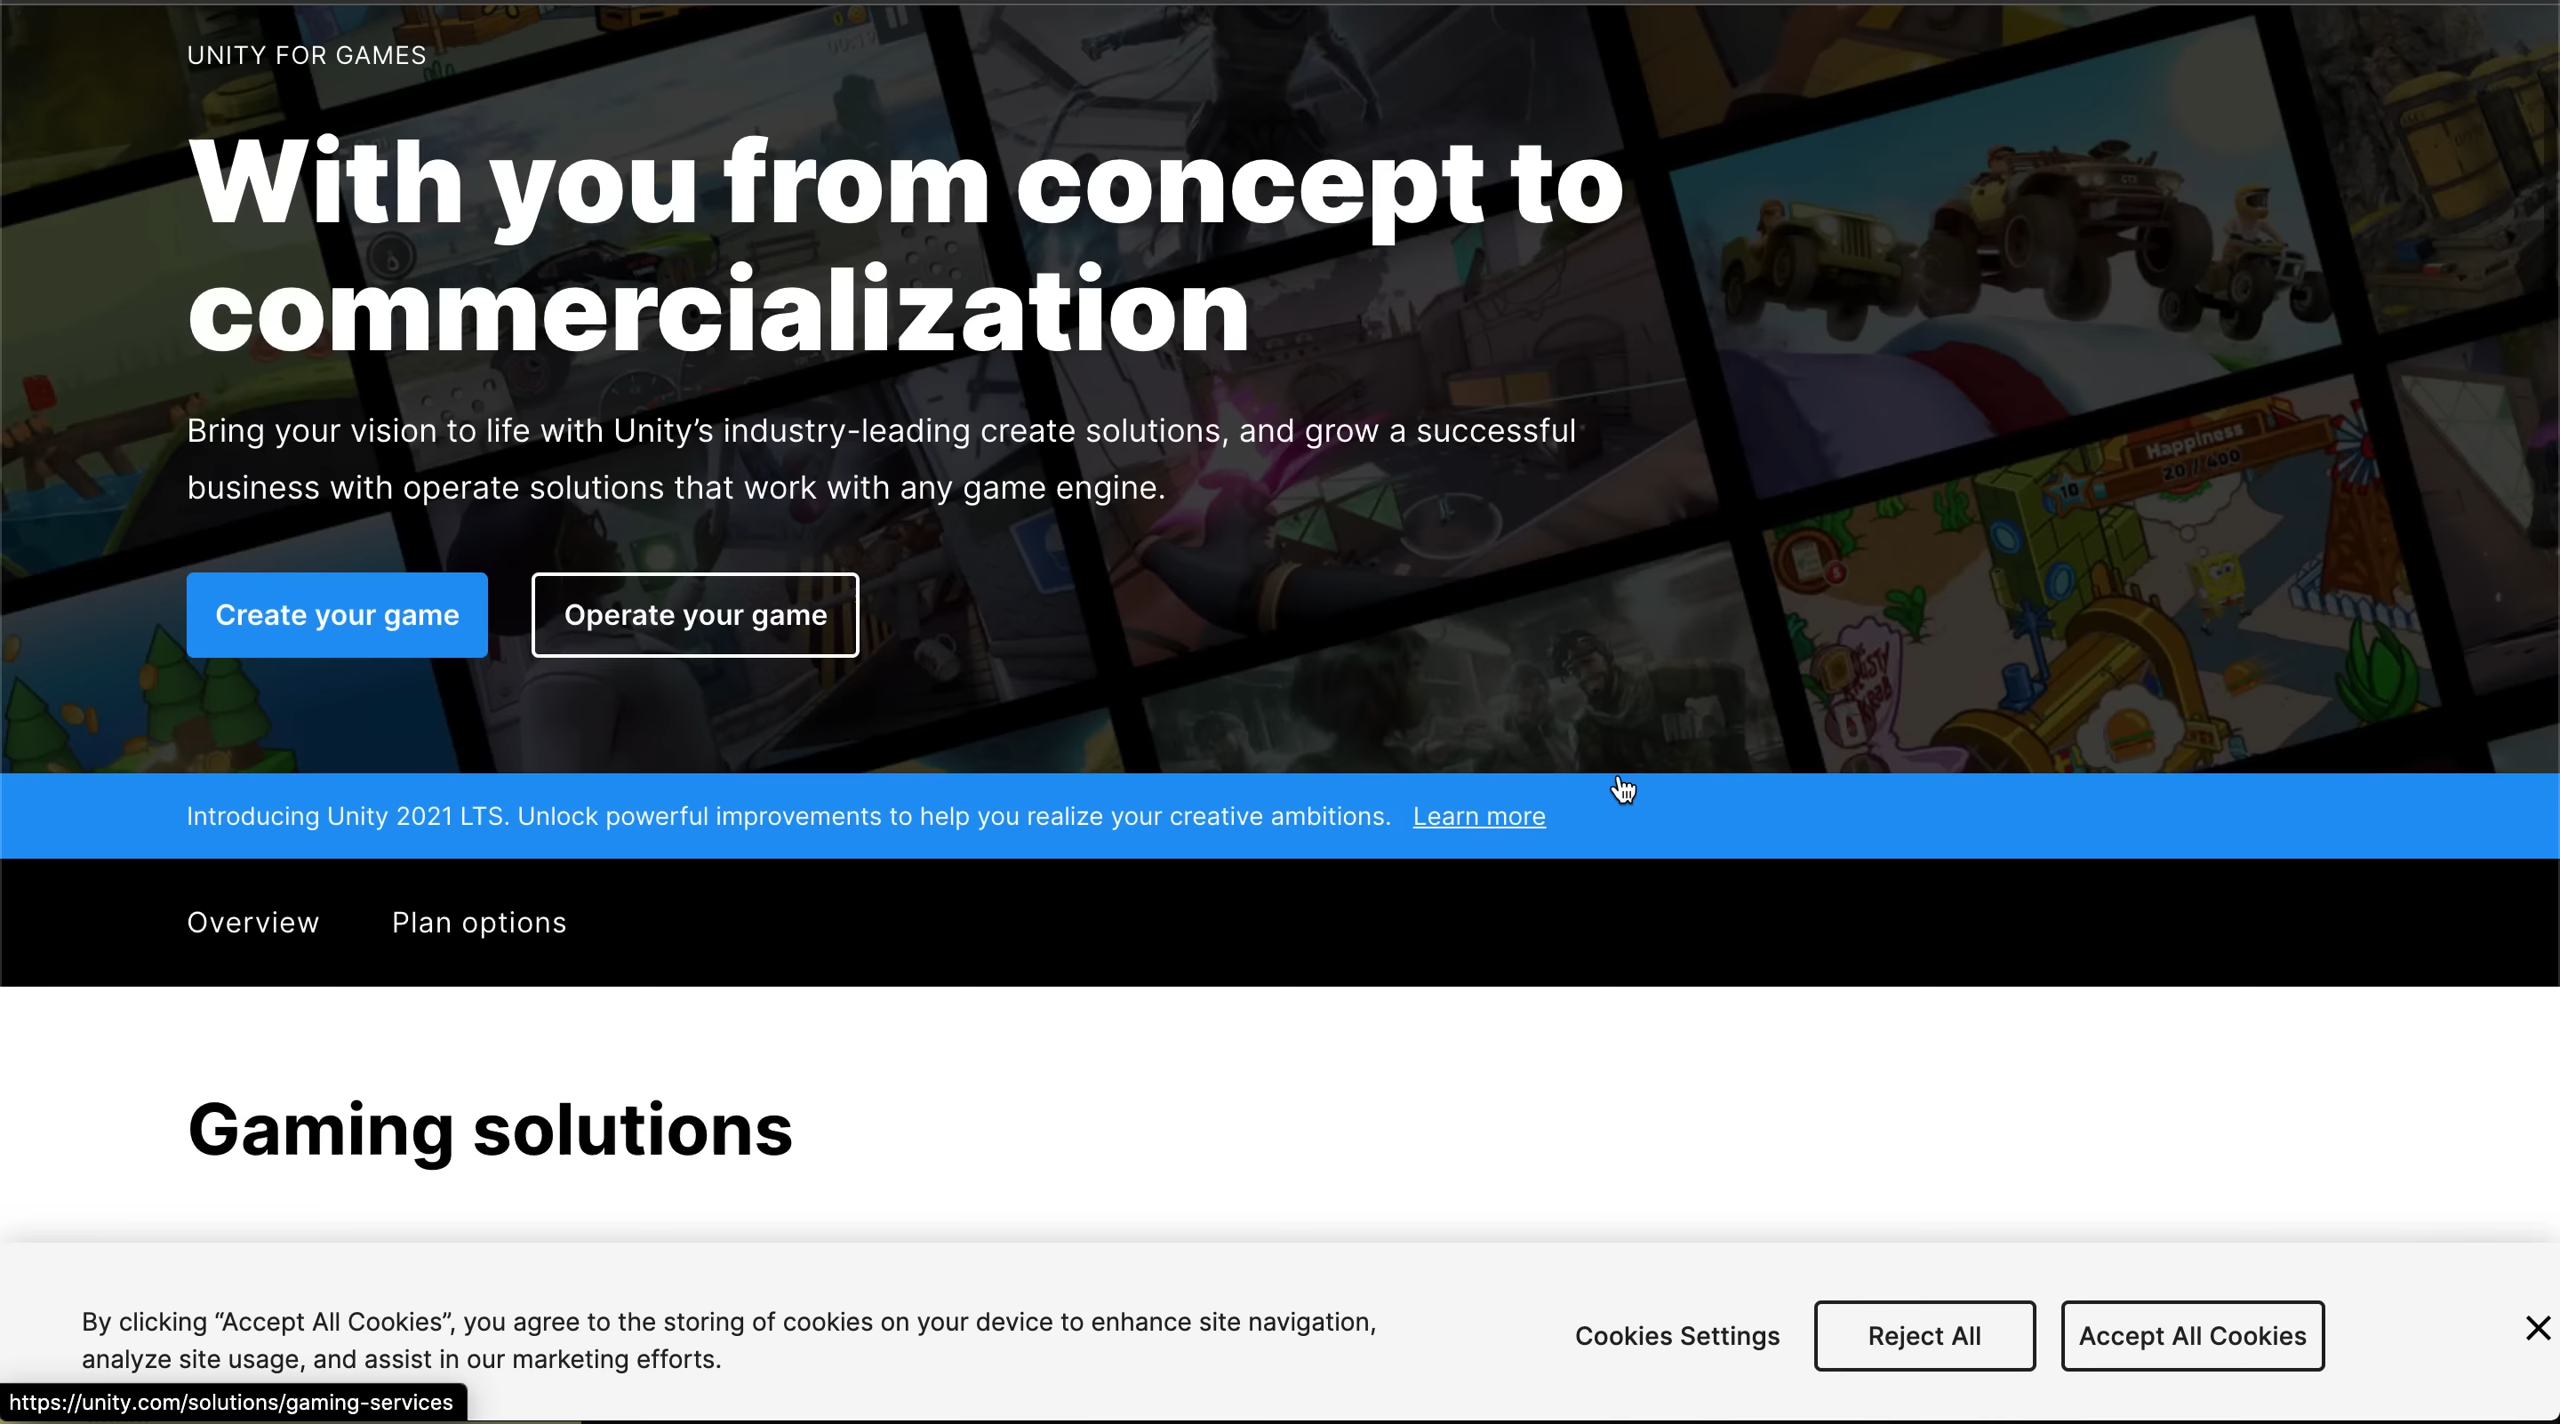 UNITY FOR GAMES
With you from concept to
commercialization
Bring your vision to life with Unity’s industry-leading create solutions, and grow a successful
business with operate solutions that work with any game engine.
Create your game
Operate your game
Happiness
20 / 400
10
Introducing Unity 2021 LTS. Unlock powerful improvements to help you realize your creative ambitions. Learn more
Overview
Plan options
Gaming solutions
By clicking “Accept All Cookies”, you agree to the storing of cookies on your device to enhance site navigation,
analyze site usage, and assist in our marketing efforts.
Cookies Settings
Reject All
Accept All Cookies
https://unity.com/solutions/gaming-services